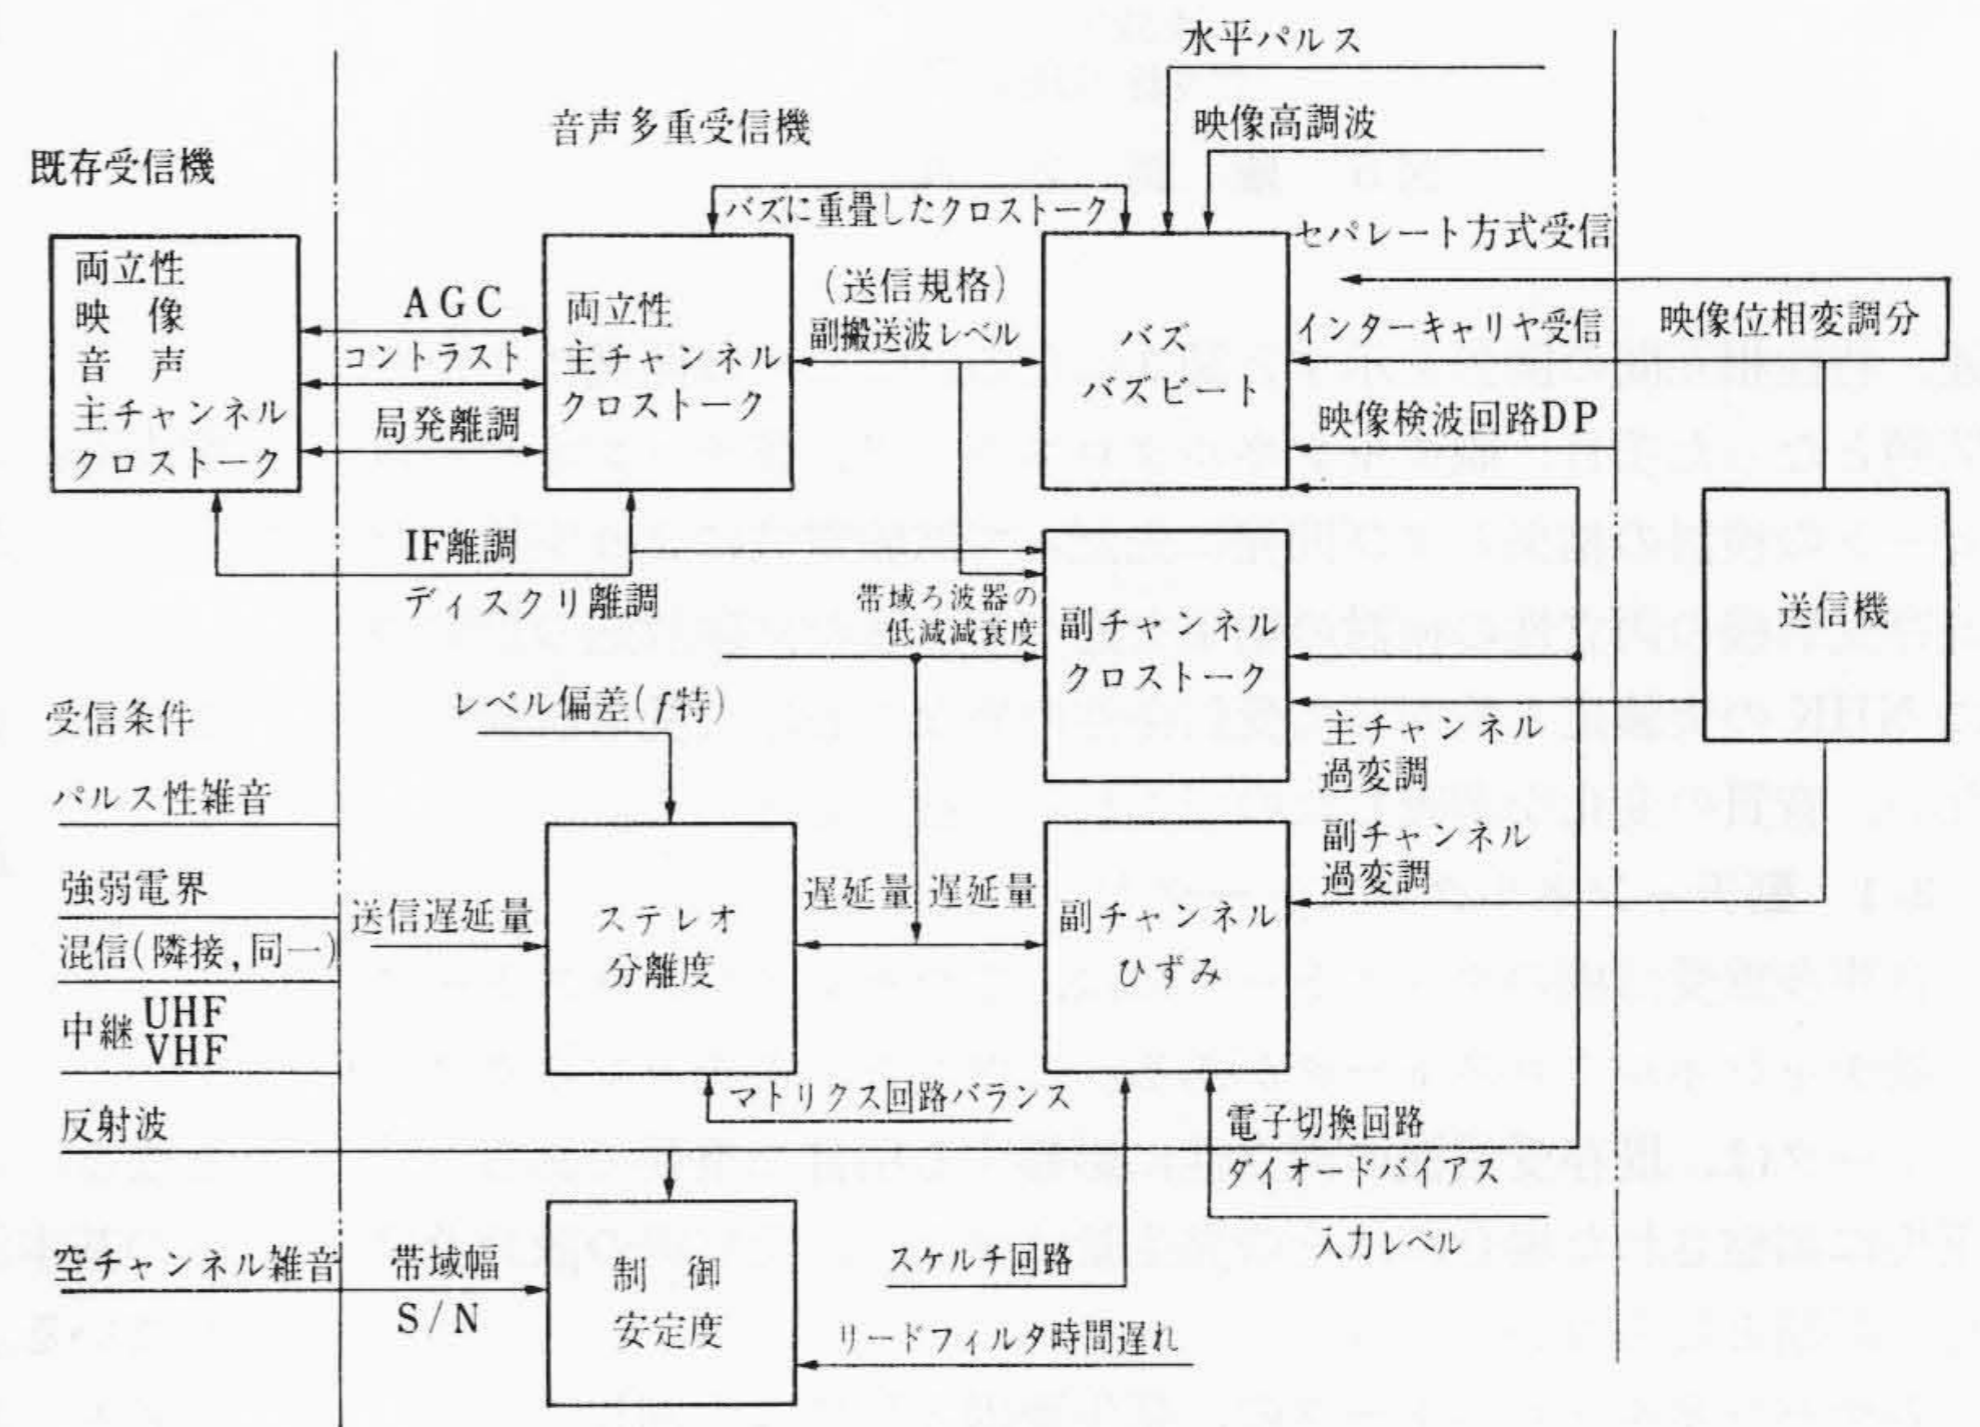 水平パルス
映像高調波
音声多重受信機
既存受信機
バズに重畳したクロストーク
セパレート方式受信
両立性
映 像
音 声
主チャンネル
クロストーク
AGC
コントラスト
局発離調
両立性
主チャンネル
クロストーク
(送信規格)
副搬送波レベル
バズ
バズビート
インターキャリヤ受信
映像位相変調分
映像検波回路DP
IF離調
ディスクリ離調
帯域ろ波器の
低減減衰度
副チャンネル
クロストーク
送信機
受信条件
レベル偏差(f特)
主チャンネル
過変調
パルス性雑音
副チャンネル
過変調
強弱電界
送信遅延量
ステレオ
分離度
遅延量
遅延量
副チャンネル
ひずみ
混信(隣接,同一)
中継 UHF
VHF
マトリクス回路バランス
反射波
電子切換回路
ダイオードバイアス
入力レベル
空チャンネル雑音
帯域幅
S/N
制 御
安定度
スケルチ回路
リードフィルタ時間遅れ